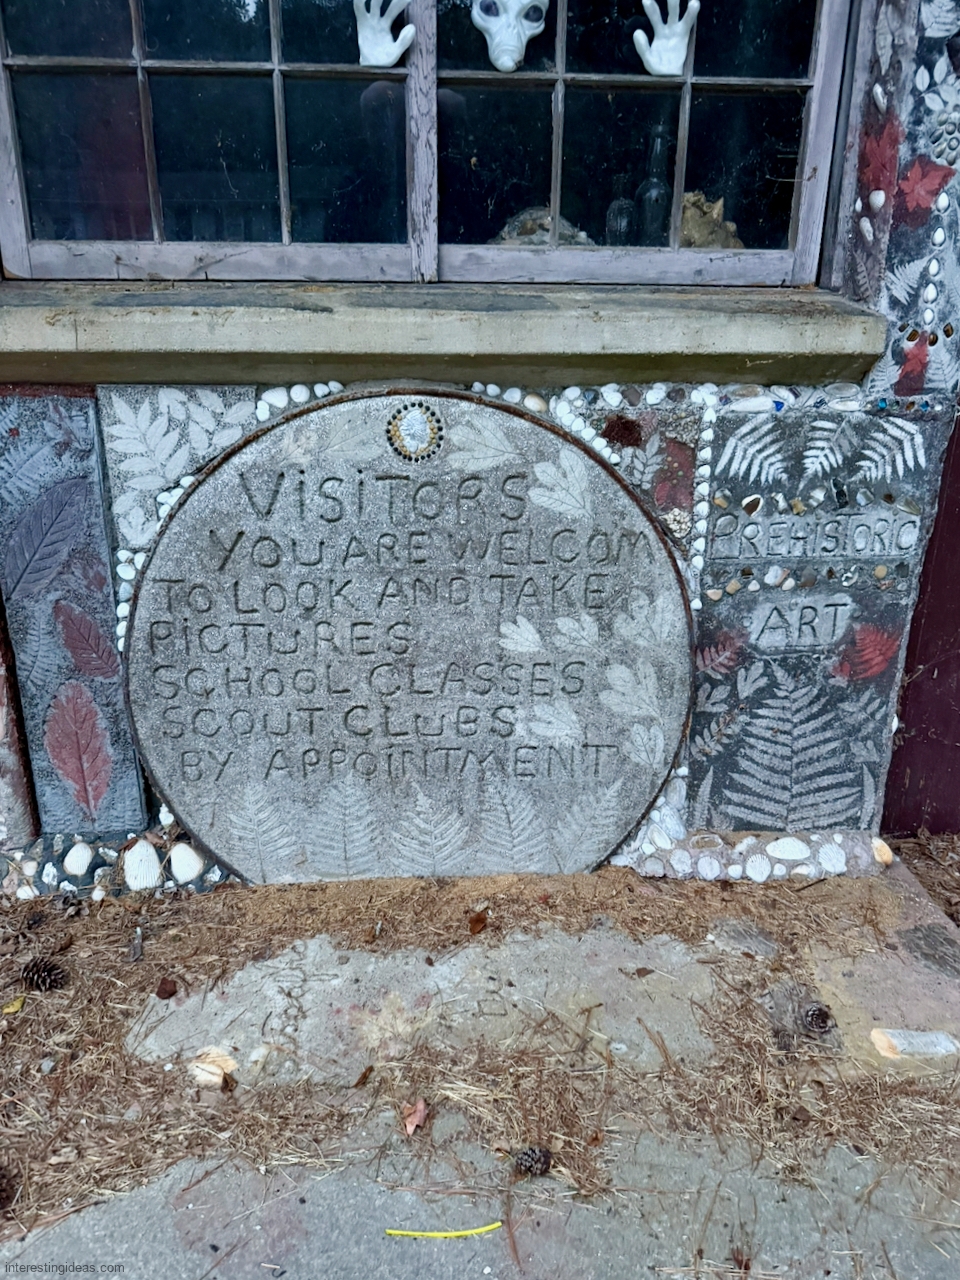 ViSiTORS
YOU ARE WELCOM
TO LOOK AND TAKE
PiCTURES
SCHOOL CLASSES
SCOUT CLUBS
BY APPOINTMENT
PREHISTORIC
ART
interestingideas.com